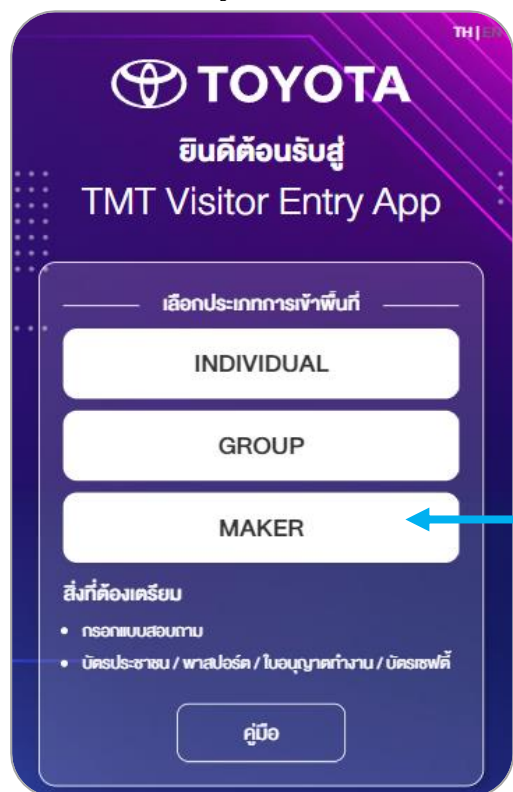 TH | EN
TOYOTA
ยินดีต้อนรับสู่
TMT Visitor Entry App
เลือกประเภทการเข้าพื้นที่
INDIVIDUAL
GROUP
MAKER
สิ่งที่ต้องเตรียม
• กรอกแบบสอบถาม
• บัตรประชาชน / พาสปอร์ต / ใบอนุญาตทำงาน / บัตรเซฟตี้
คู่มือ